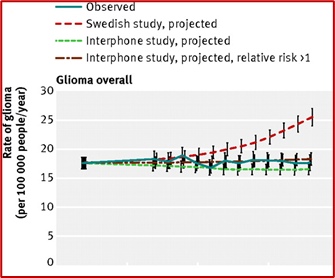 Observed
Swedish study, projected
Interphone study, projected
Interphone study, projected, relative risk >1
Glioma overall
Rate of glioma
(per 100 000 people/year)
30
25
20
15
10
5
0